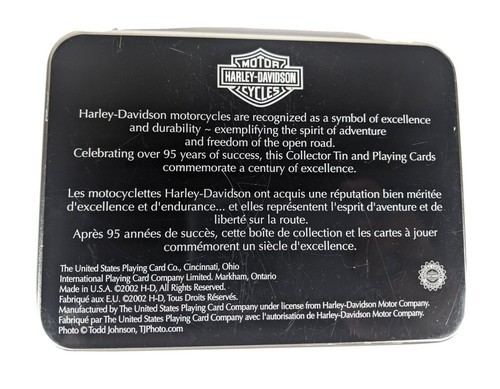 MOTOR
HARLEY-DAVIDSON
CYCLES
Harley-Davidson motorcycles are recognized as a symbol of excellence
and durability ~ exemplifying the spirit of adventure
and freedom of the open road.
Celebrating over 95 years of success, this Collector Tin and Playing Cards
commemorate a century of excellence.
Les motocyclettes Harley-Davidson ont acquis une réputation bien méritée
d'excellence et d'endurance... et elles représentent l'esprit d'aventure et de
liberté sur la route.
Après 95 années de succès, cette boîte de collection et les cartes à jouer
commémorent un siècle d'excellence.
The United States Playing Card Co., Cincinnati, Ohio
International Playing Card Company Limited, Markham, Ontario
Made in U.S.A. ©2002 H-D, All Rights Reserved.
Fabriqué aux E.U. ©2002 H-D, Tous Droits Réservés.
Manufactured by The United States Playing Card Company under license from Harley-Davidson Motor Company.
Fabriqué par The United States Playing Card Company avec l'autorisation de Harley-Davidson Motor Company.
Photo © Todd Johnson, TJPhoto.com